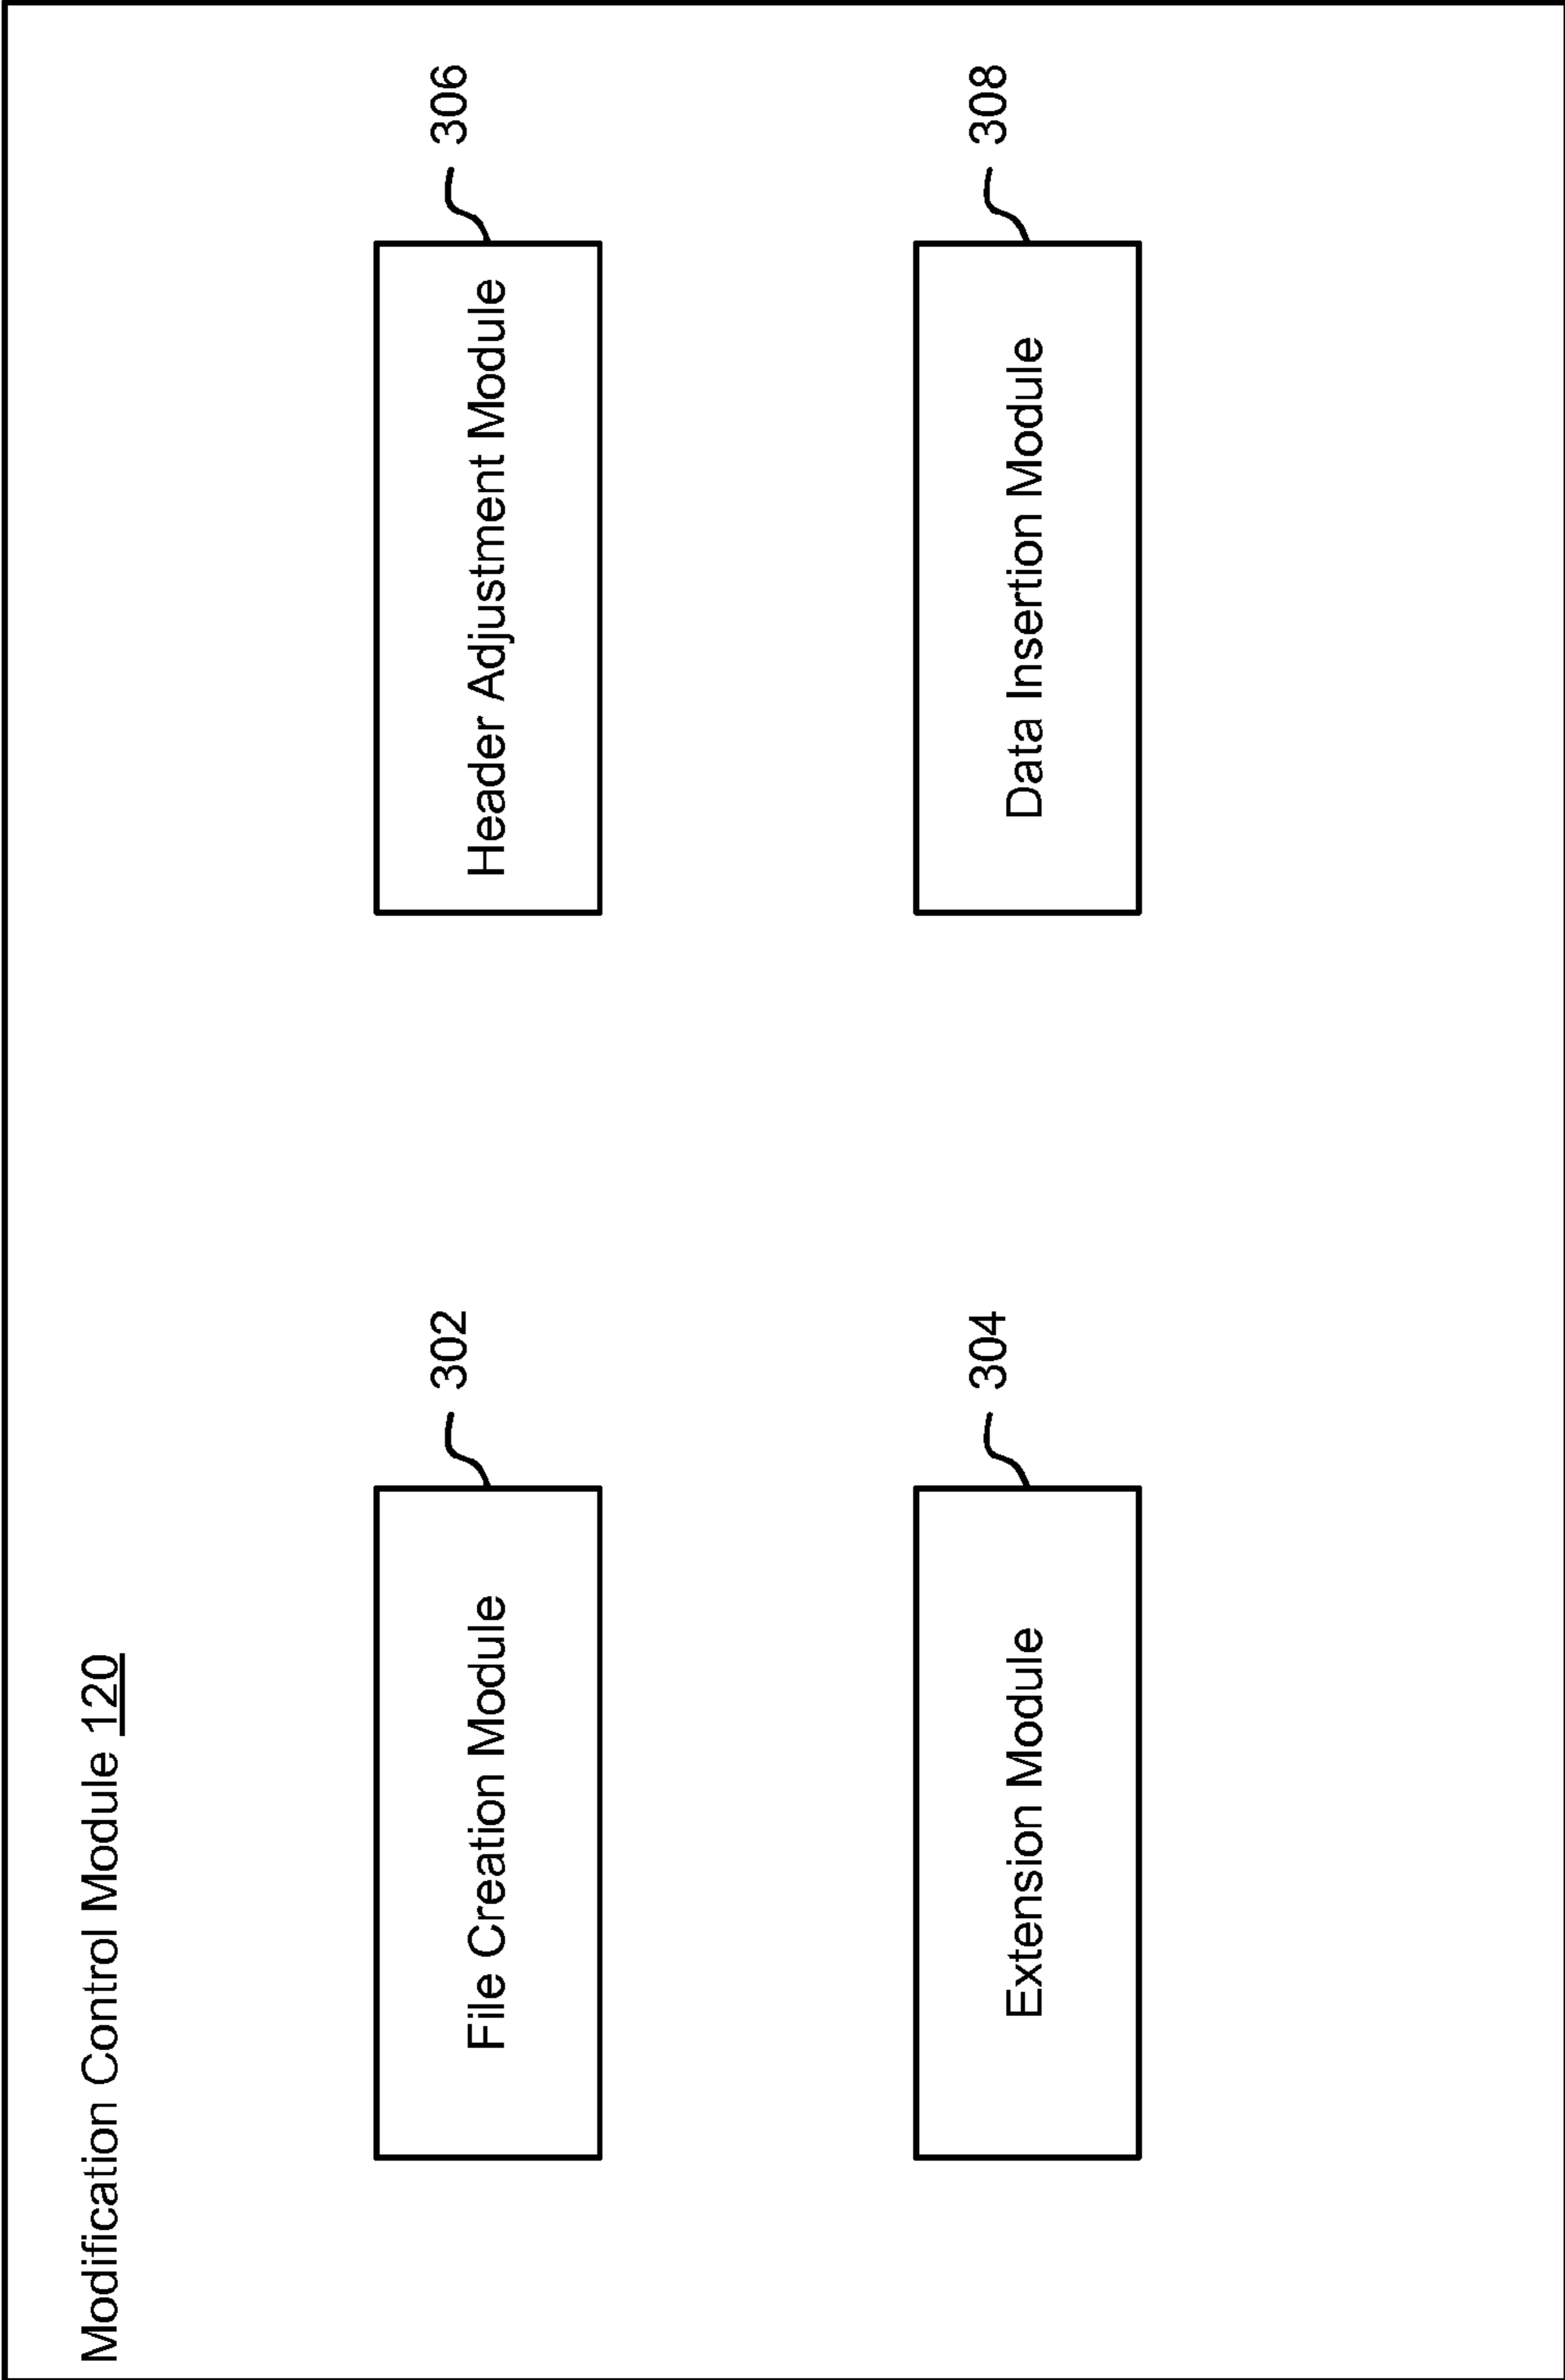 Modification Control Module 120
File Creation Module
302
Header Adjustment Module
306
Extension Module
304
Data Insertion Module
308